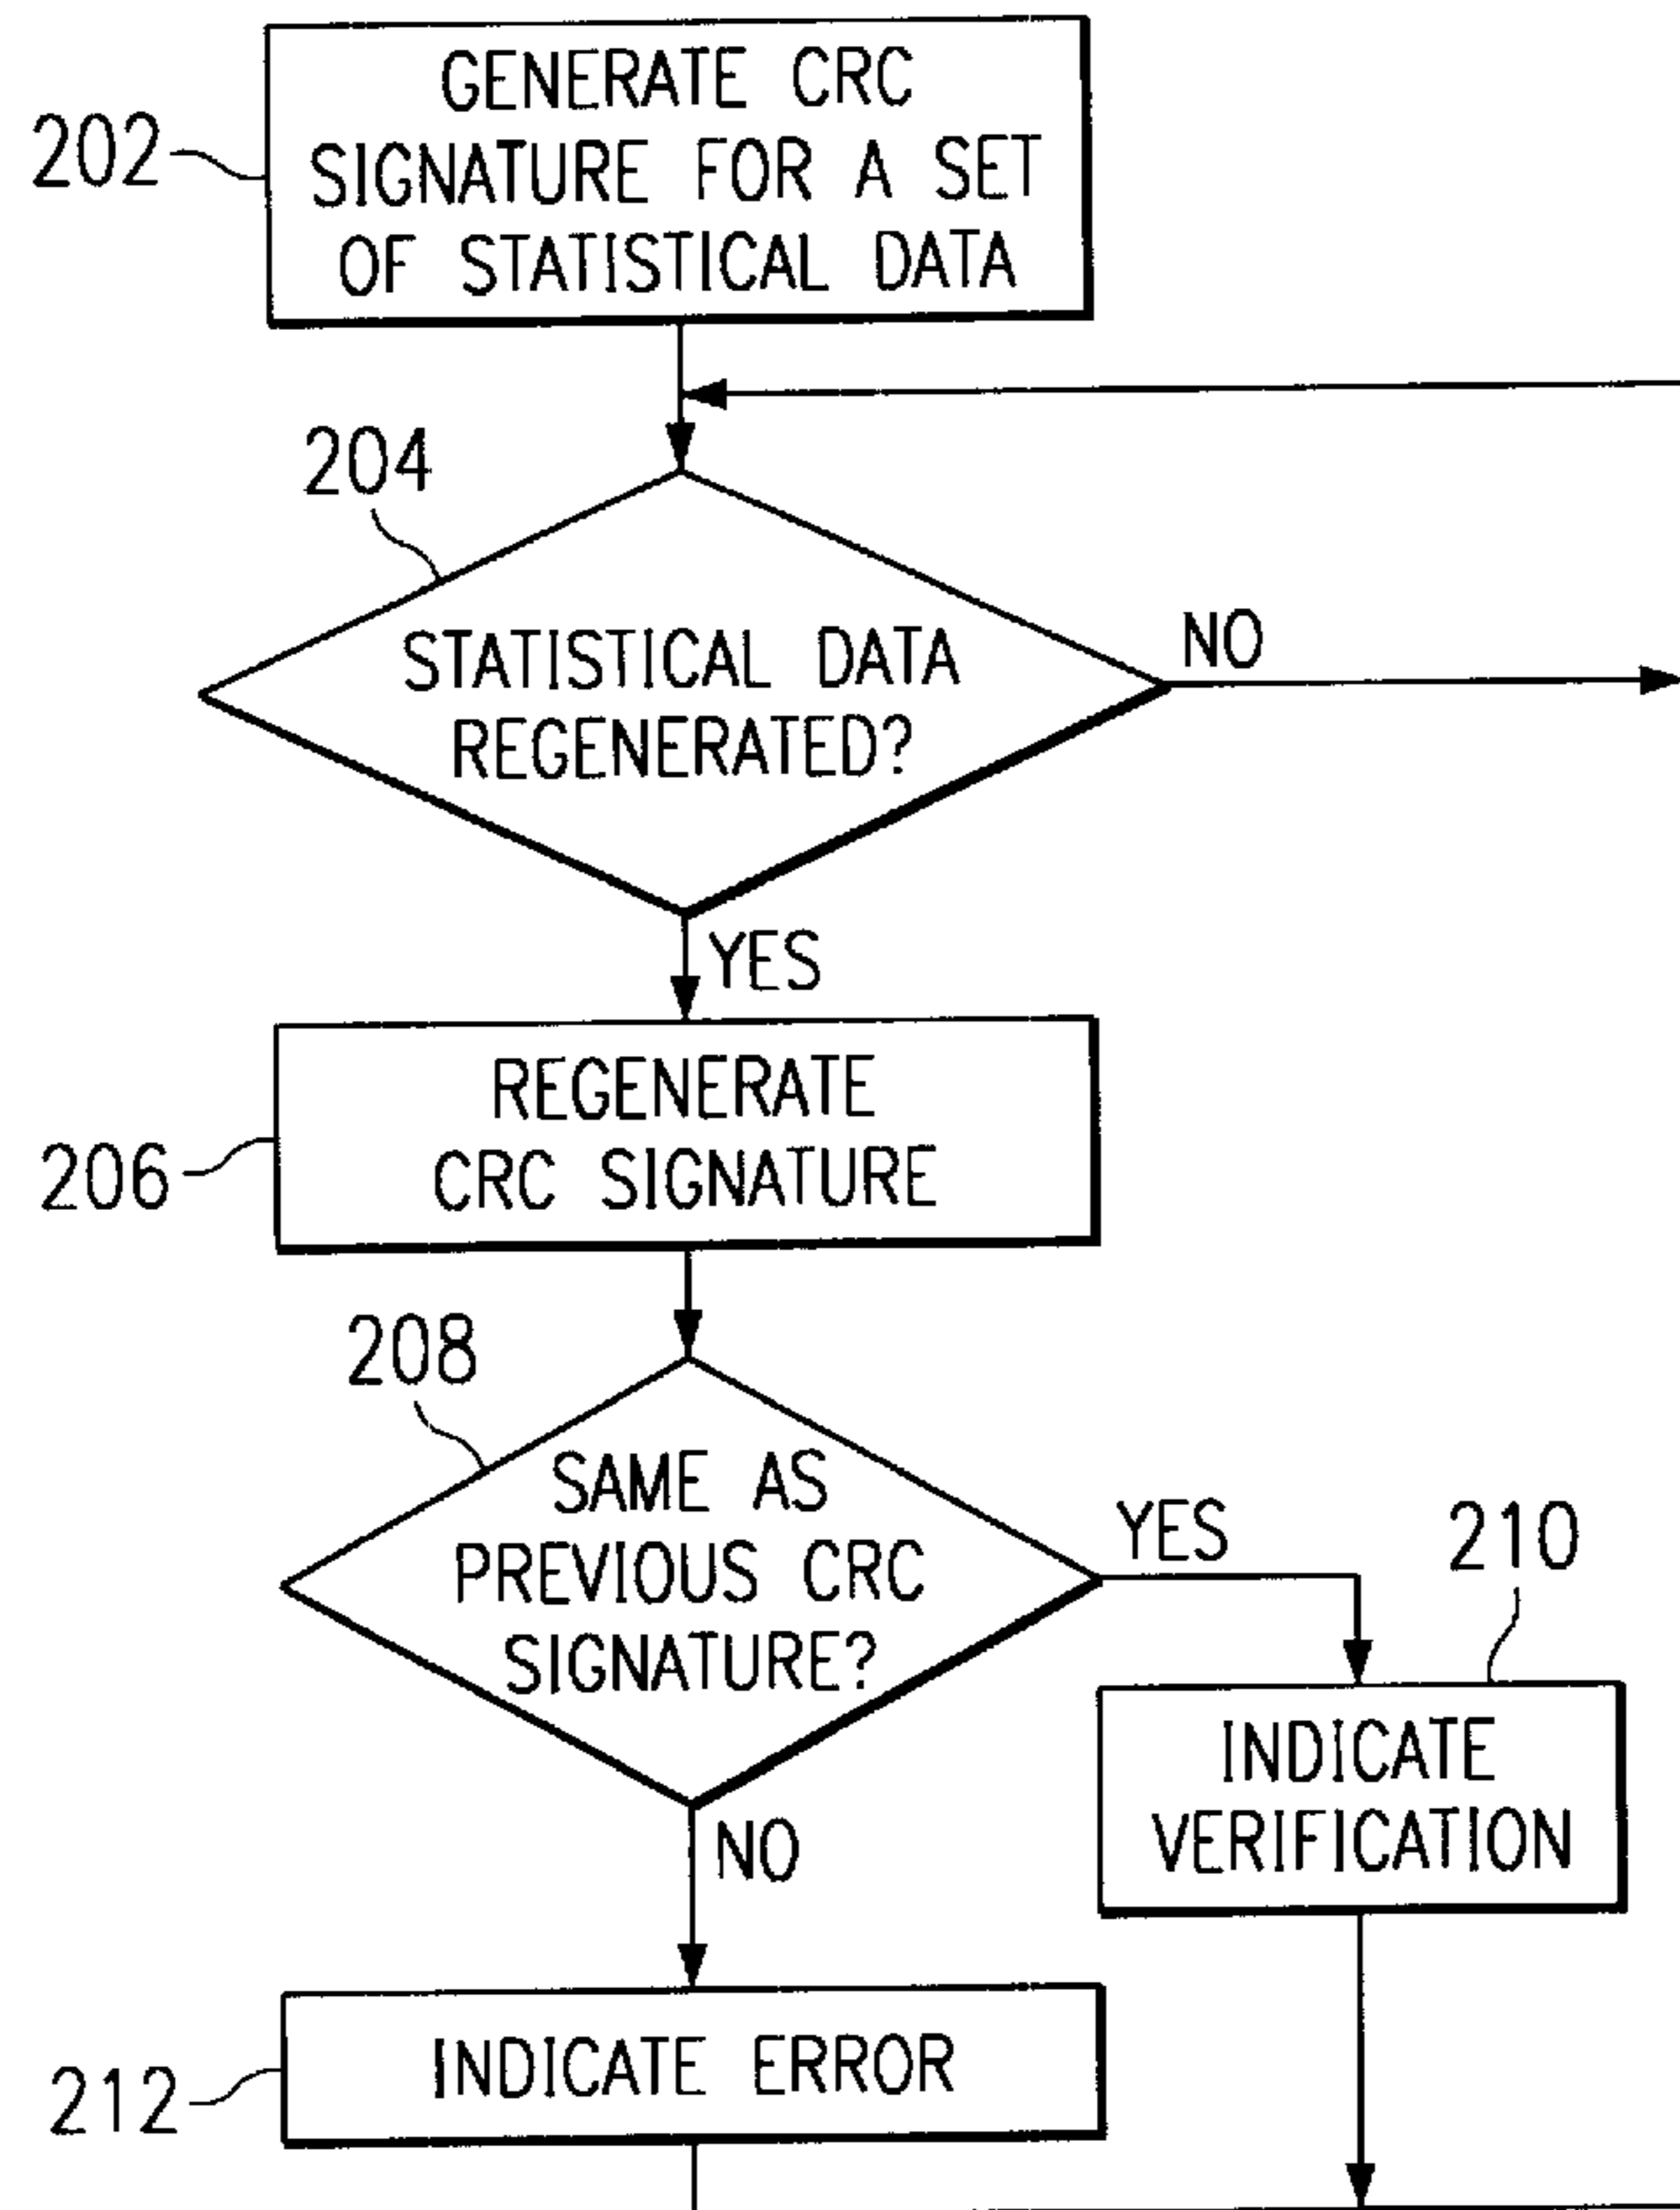 202
GENERATE CRC
SIGNATURE FOR A SET
OF STATISTICAL DATA
204
STATISTICAL DATA
REGENERATED?
NO
YES
206
REGENERATE
CRC SIGNATURE
208
SAME AS
PREVIOUS CRC
SIGNATURE?
YES
210
INDICATE
VERIFICATION
NO
212
INDICATE ERROR